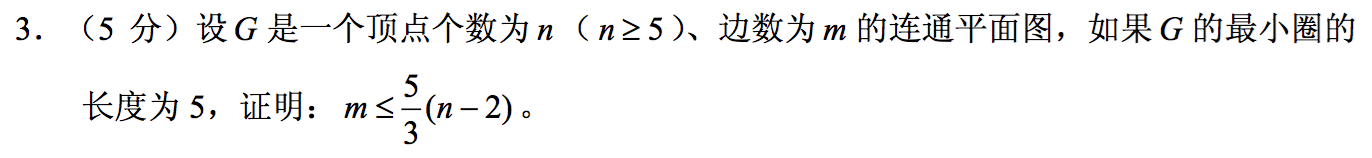 3. （5 分）设 G 是一个顶点个数为 n （ n ≥ 5 ）、边数为 m 的连通平面图，如果 G 的最小圈的
长度为 5，证明： m ≤ \frac{5}{3}(n − 2) 。